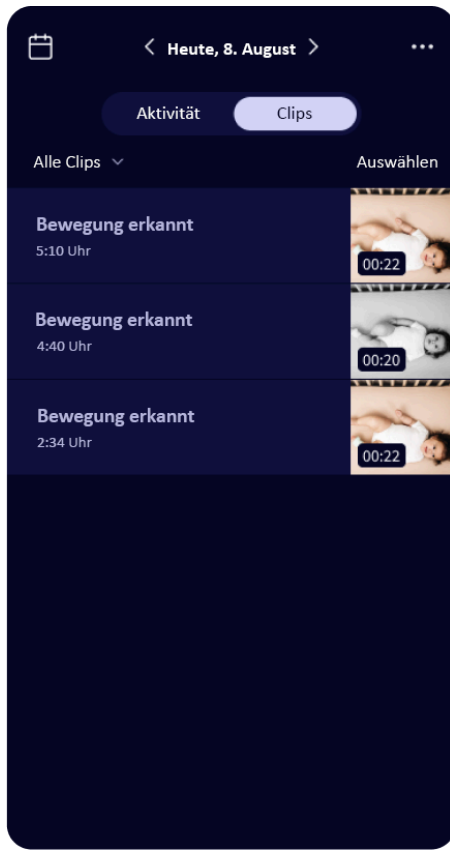 Heute, 8. August
Aktivität
Clips
Alle Clips
Auswählen
Bewegung erkannt
5:10 Uhr
00:22
Bewegung erkannt
4:40 Uhr
00:20
Bewegung erkannt
2:34 Uhr
00:22